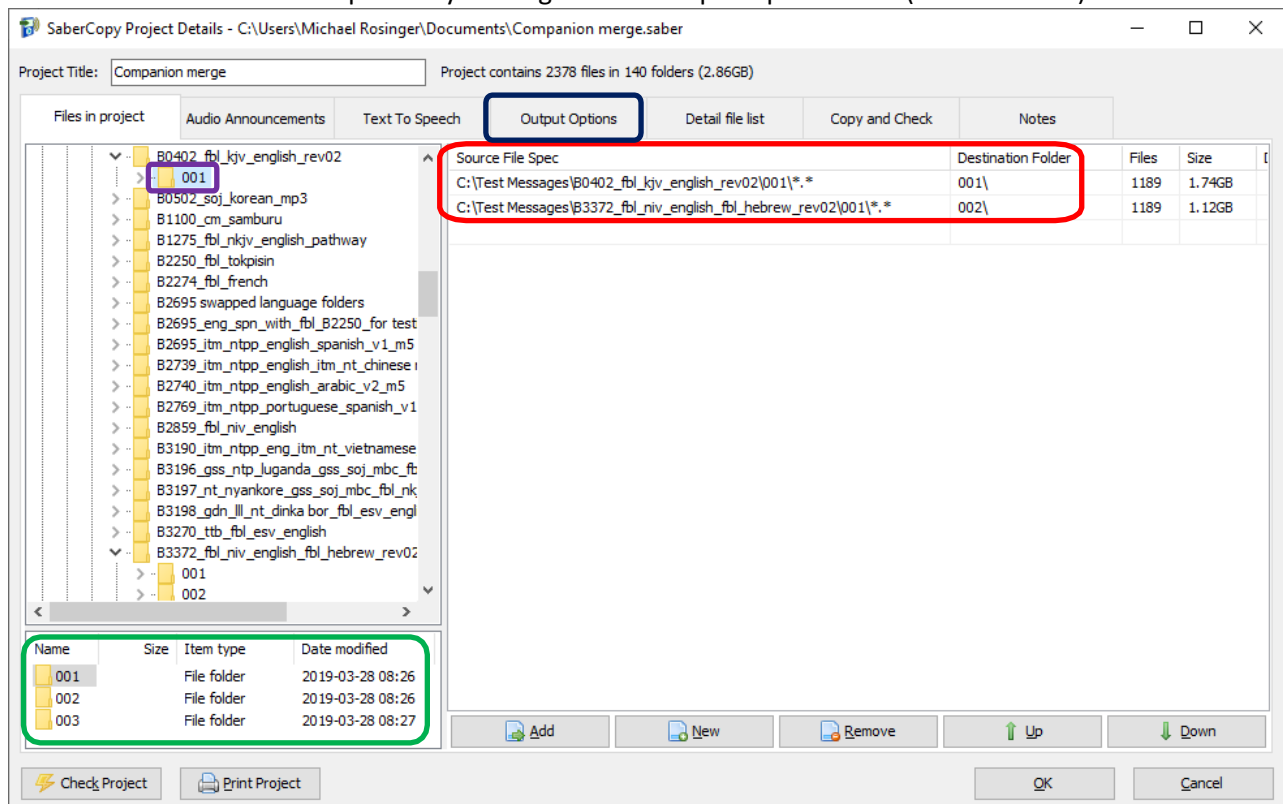 SaberCopy Project Details - C:\Users\Michael Rosinger\Documents\Companion merge.saber
Project Title: Companion merge Project contains 2378 files in 140 folders (2.86GB)
Files in project Audio Announcements Text To Speech Output Options Detail file list Copy and Check Notes
B0402_fbl_kjv_english_rev02
001
B0502_soj_korean_mp3
B1100_cm_samburu
B1275_fbl_nkjv_english_pathway
B2250_fbl_tokpisin
B2274_fbl_french
B2695 swapped language folders
B2695_eng_spn_with_fbl_B2250_for test
B2695_itm_ntpp_english_spanish_v1_m5
B2739_itm_ntpp_english_itm_nt_chinese
B2740_itm_ntpp_english_arabic_v2_m5
B2769_itm_ntpp_portuguese_spanish_v1
B2859_fbl_niv_english
B3190_itm_ntpp_eng_itm_nt_vietnamese
B3196_gss_ntp_luganda_gss_soj_mbc_fb
B3197_nt_nyankore_gss_soj_mbc_fbl_nk
B3198_gdn_lll_nt_dinka bor_fbl_esv_engl
B3270_ttb_fbl_esv_english
B3372_fbl_niv_english_fbl_hebrew_rev02
001
002
Source File Spec Destination Folder Files Size
C:\Test Messages\B0402_fbl_kjv_english_rev02\001\*.* 001\ 1189 1.74GB
C:\Test Messages\B3372_fbl_niv_english_fbl_hebrew_rev02\001\*.* 002\ 1189 1.12GB
Name Size Item type Date modified
001 File folder 2019-03-28 08:26
002 File folder 2019-03-28 08:26
003 File folder 2019-03-28 08:27
Add New Remove Up Down
Check Project Print Project OK Cancel